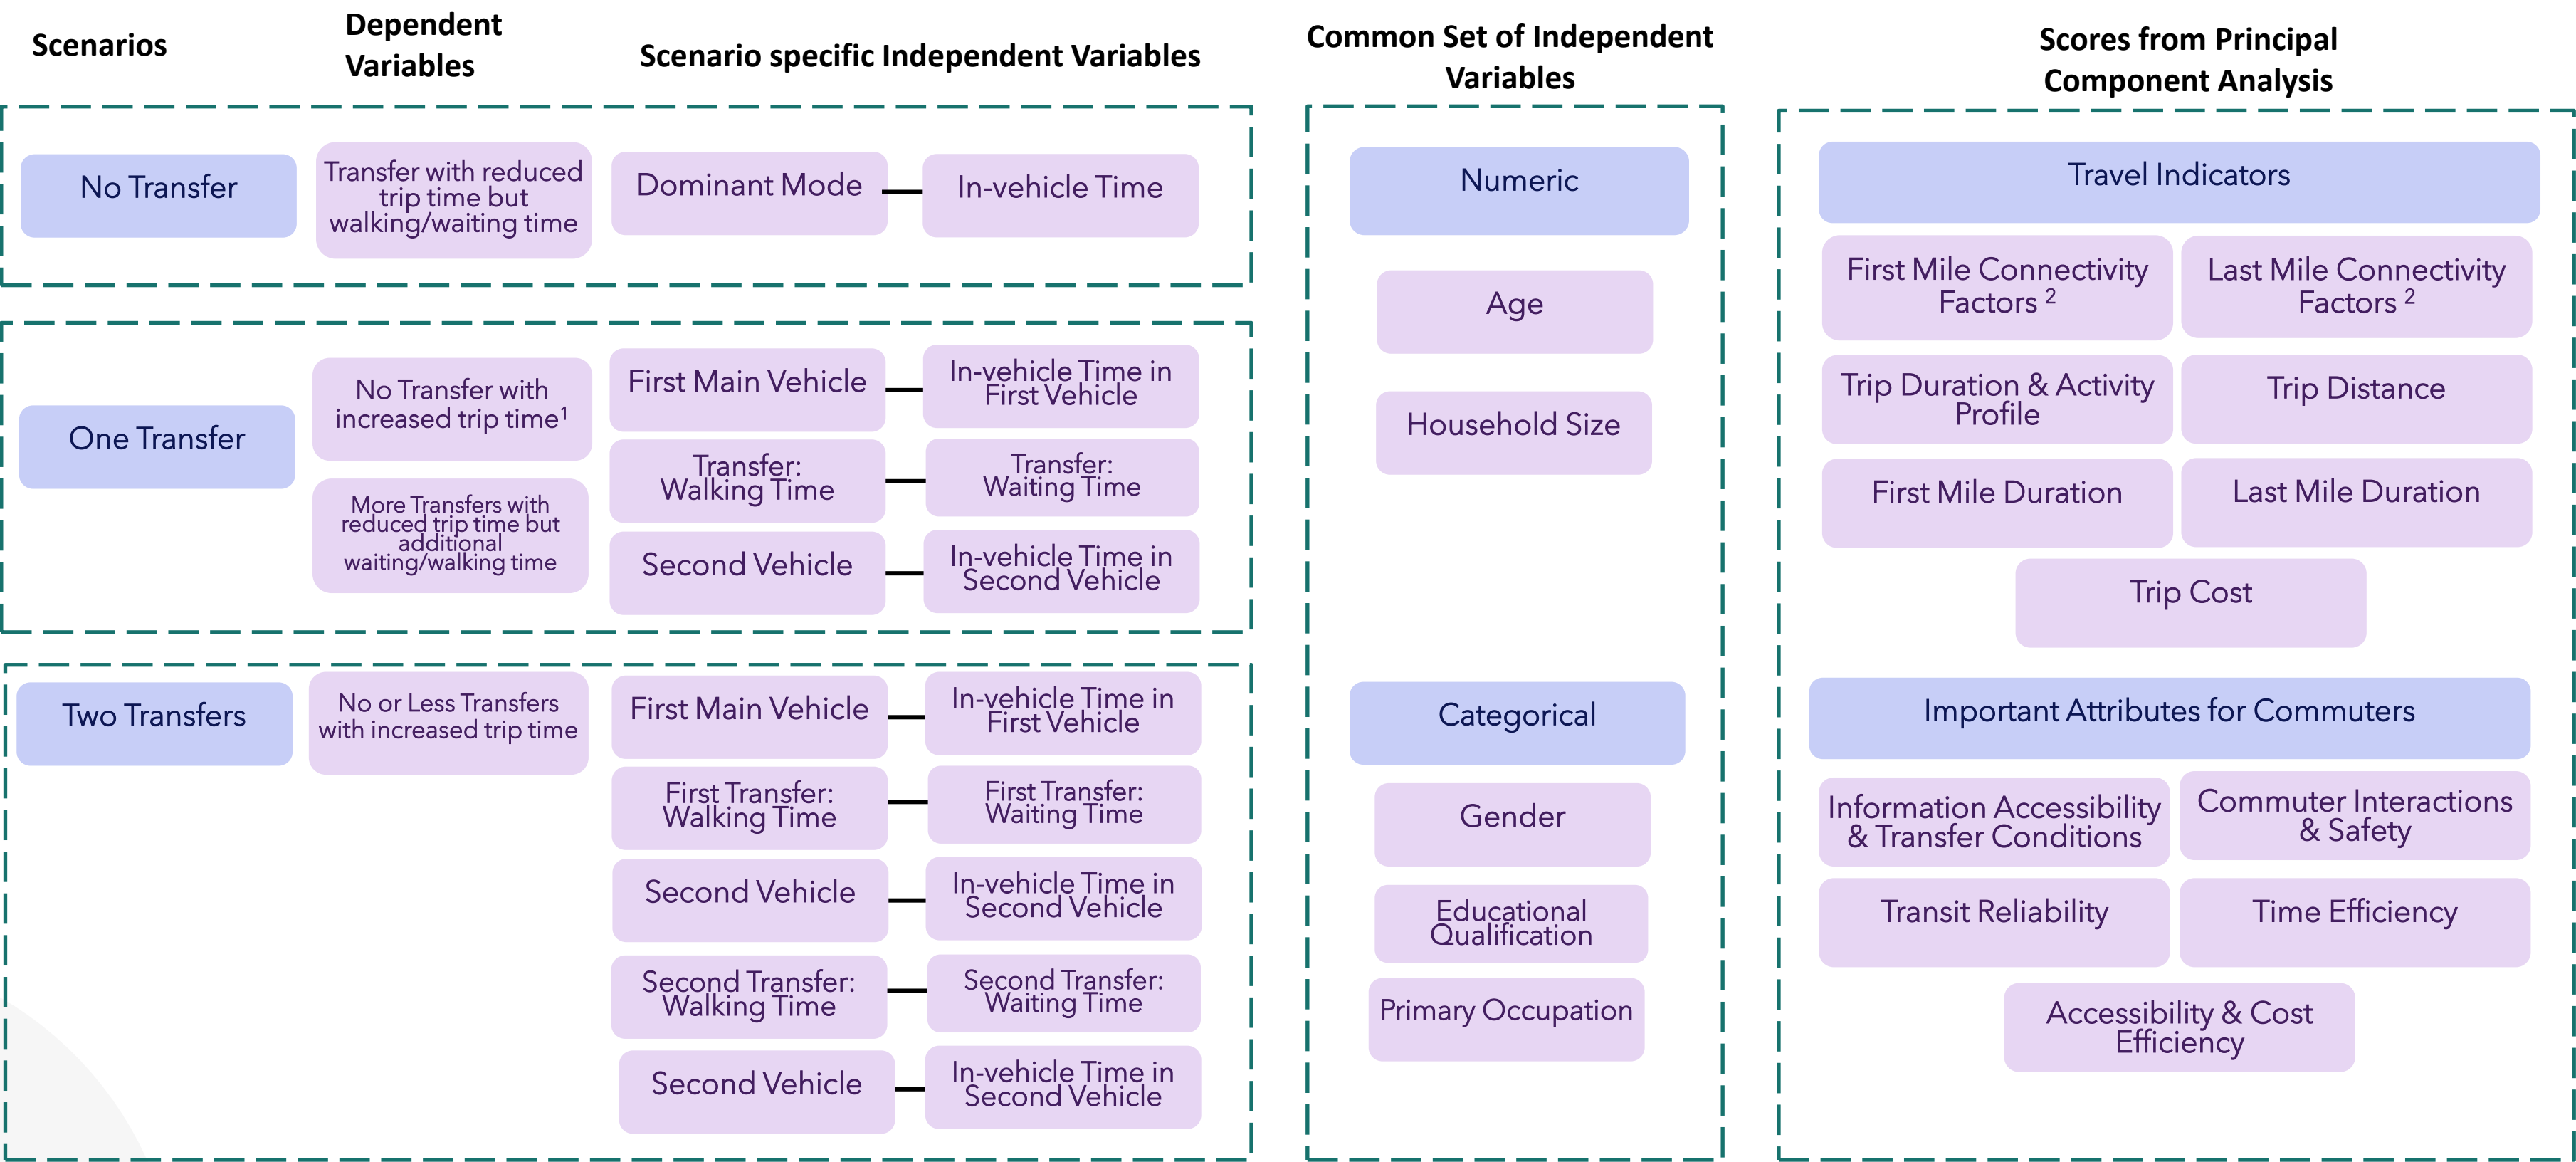 Scenarios
Dependent
Variables
Scenario specific Independent Variables
Common Set of Independent
Variables
Scores from Principal
Component Analysis
No Transfer
Transfer with reduced
trip time but
walking/waiting time
Dominant Mode
In-vehicle Time
One Transfer
No Transfer with
increased trip time¹
More Transfers with
reduced trip time but
additional
waiting/walking time
First Main Vehicle
In-vehicle Time in
First Vehicle
Transfer:
Walking Time
Transfer:
Waiting Time
Second Vehicle
In-vehicle Time in
Second Vehicle
Two Transfers
No or Less Transfers
with increased trip time
First Main Vehicle
In-vehicle Time in
First Vehicle
First Transfer:
Walking Time
First Transfer:
Waiting Time
Second Vehicle
In-vehicle Time in
Second Vehicle
Second Transfer:
Walking Time
Second Transfer:
Waiting Time
Second Vehicle
In-vehicle Time in
Second Vehicle
Numeric
Age
Household Size
Categorical
Gender
Educational
Qualification
Primary Occupation
Travel Indicators
First Mile Connectivity
Factors ²
Last Mile Connectivity
Factors ²
Trip Duration & Activity
Profile
Trip Distance
First Mile Duration
Last Mile Duration
Trip Cost
Important Attributes for Commuters
Information Accessibility
& Transfer Conditions
Commuter Interactions
& Safety
Transit Reliability
Time Efficiency
Accessibility & Cost
Efficiency